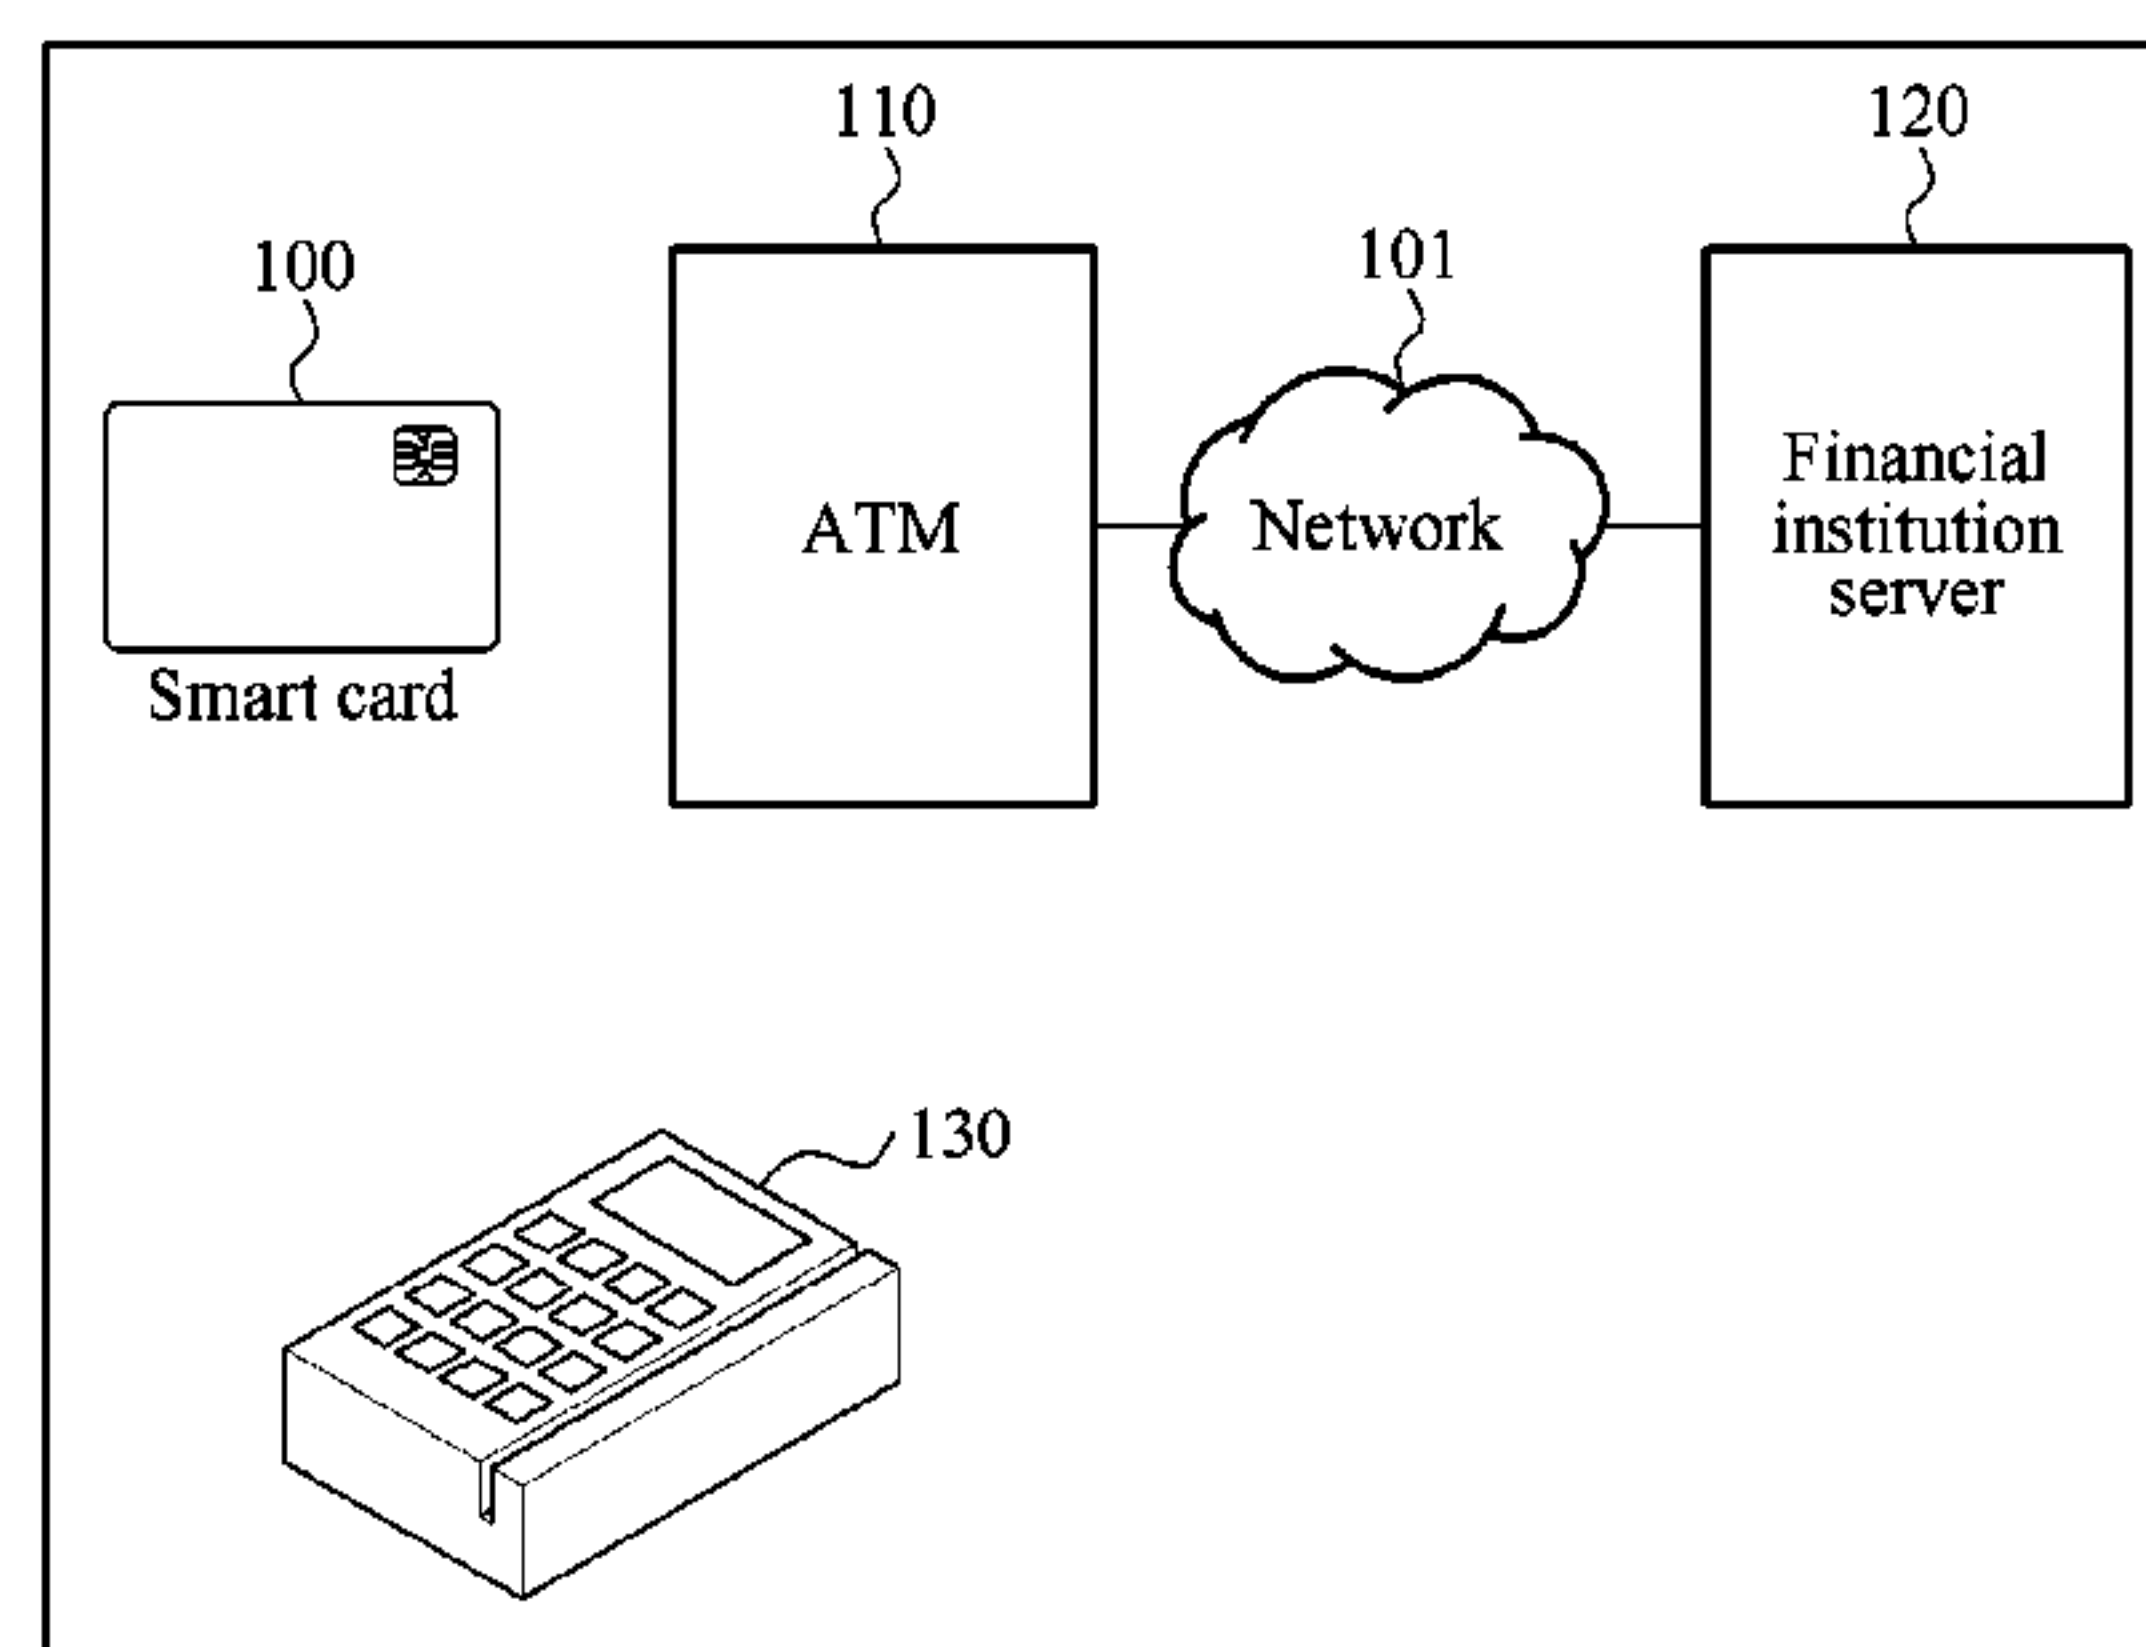 110
120
100
101
ATM
Network
Financial
institution
server
Smart card
130